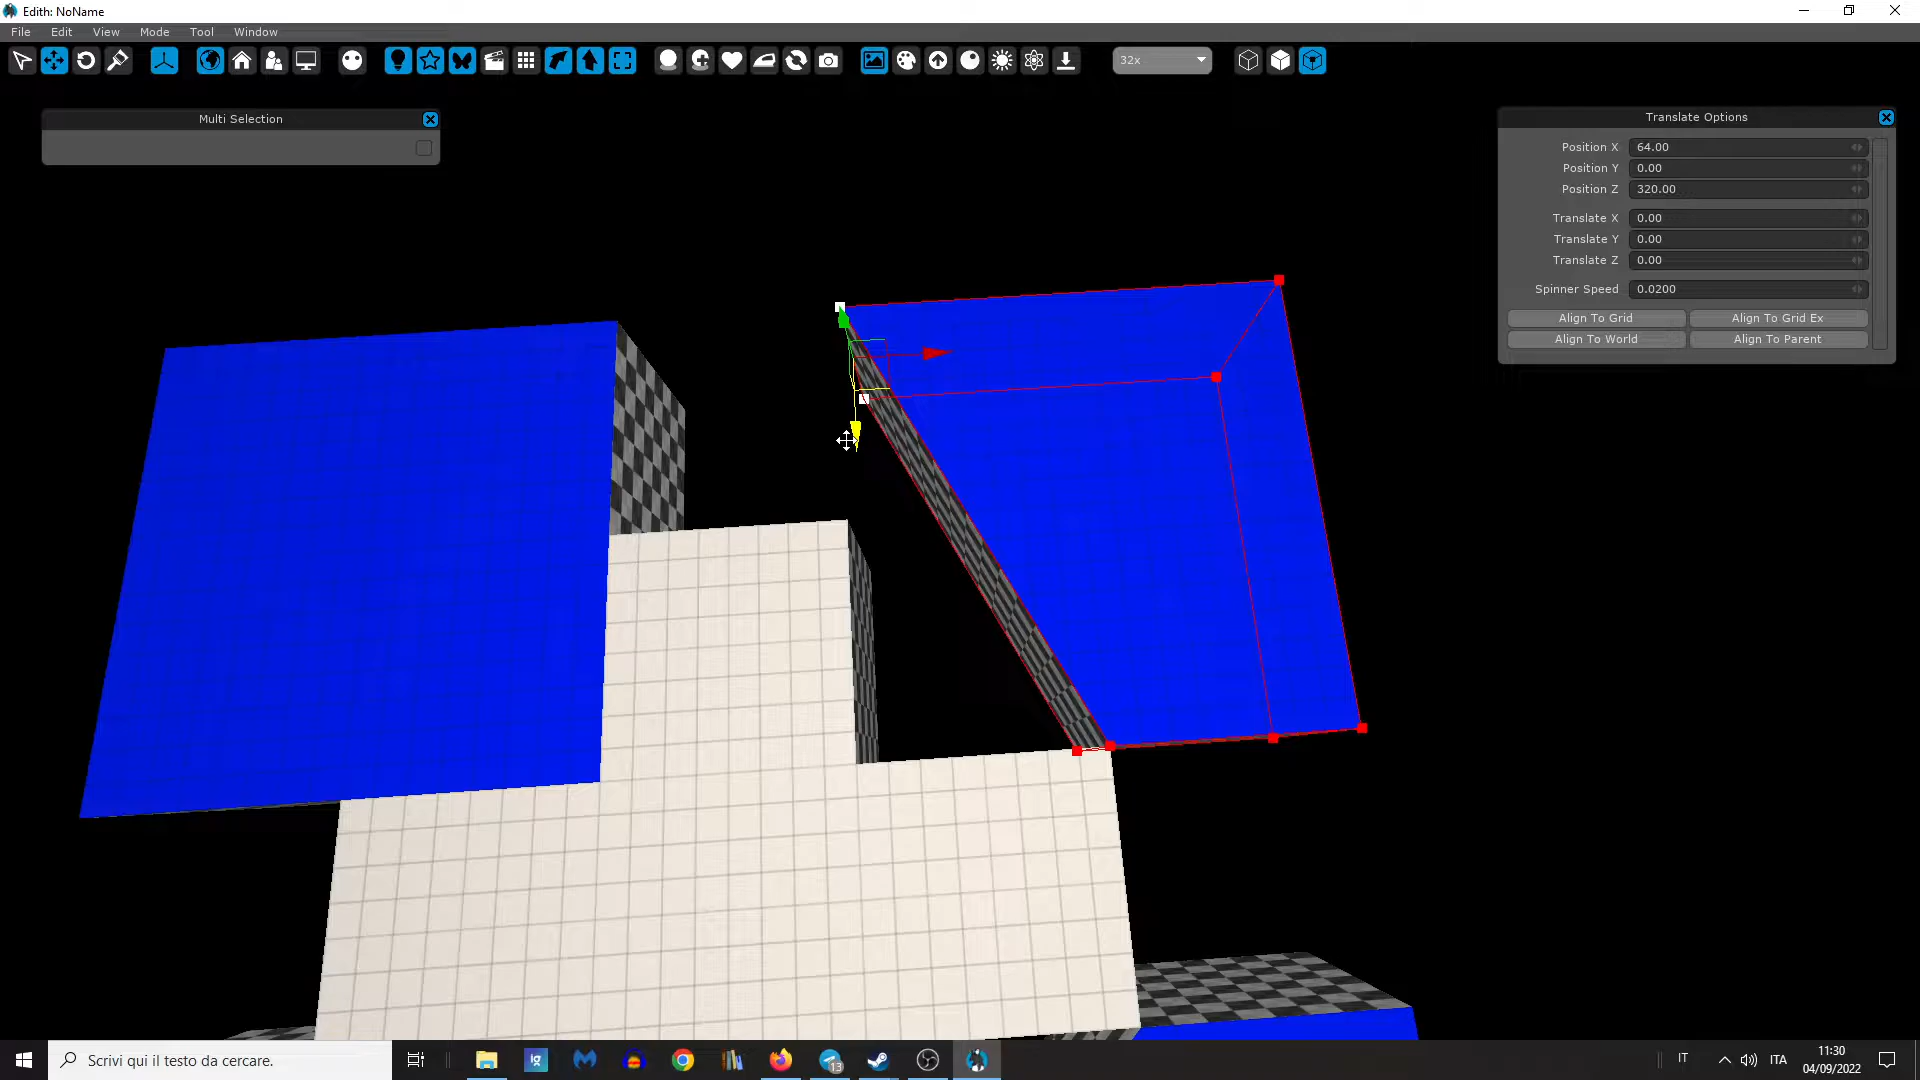 Edith: NoName
File Edit View Mode Tool Window
32x
Multi Selection
Translate Options
Position X 64.00
Position Y 0.00
Position Z 320.00
Translate X 0.00
Translate Y 0.00
Translate Z 0.00
Spinner Speed 0.0200
Align To Grid Align To Grid Ex
Align To World Align To Parent
Scrivi qui il testo da cercare.
IQ
13
IT
ITA
11:30
04/09/2022